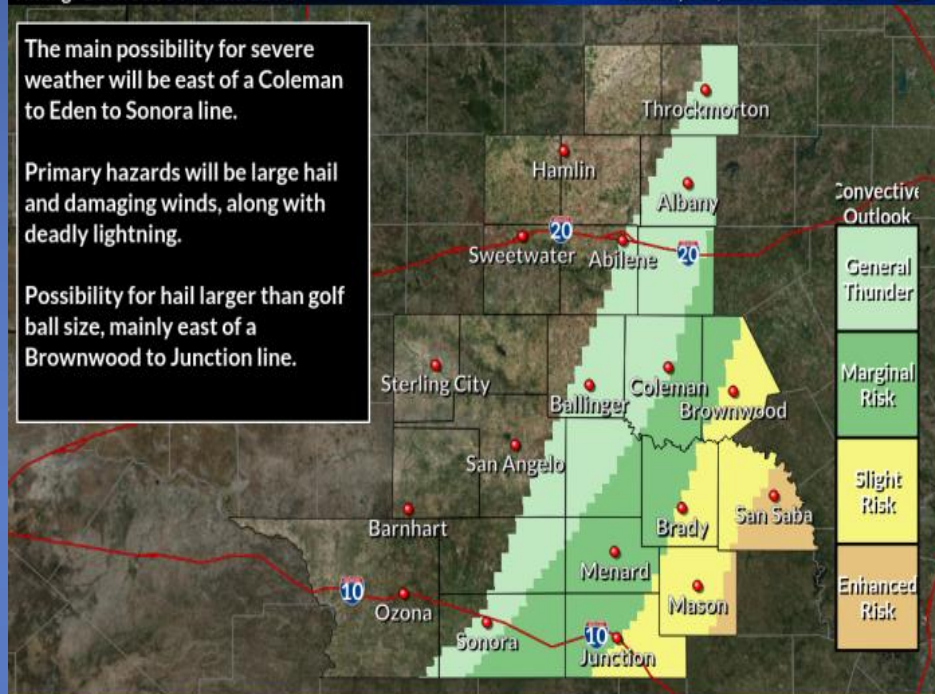 The main possibility for severe
weather will be east of a Coleman
to Eden to Sonora line.
Primary hazards will be large hail
and damaging winds, along with
deadly lightning.
Possibility for hail larger than golf
ball size, mainly east of a
Brownwood to Junction line.
Throckmorton
Hamlin
Albany
20
Sweetwater
Abilene
20
Sterling City
Ballinger
Coleman
Brownwood
San Angelo
Barnhart
Brady
San Saba
Menard
10
Ozona
Mason
Sonora
10
Junction
Convective
Outlook
General
Thunder
Marginal
Risk
Slight
Risk
Enhanced
Risk